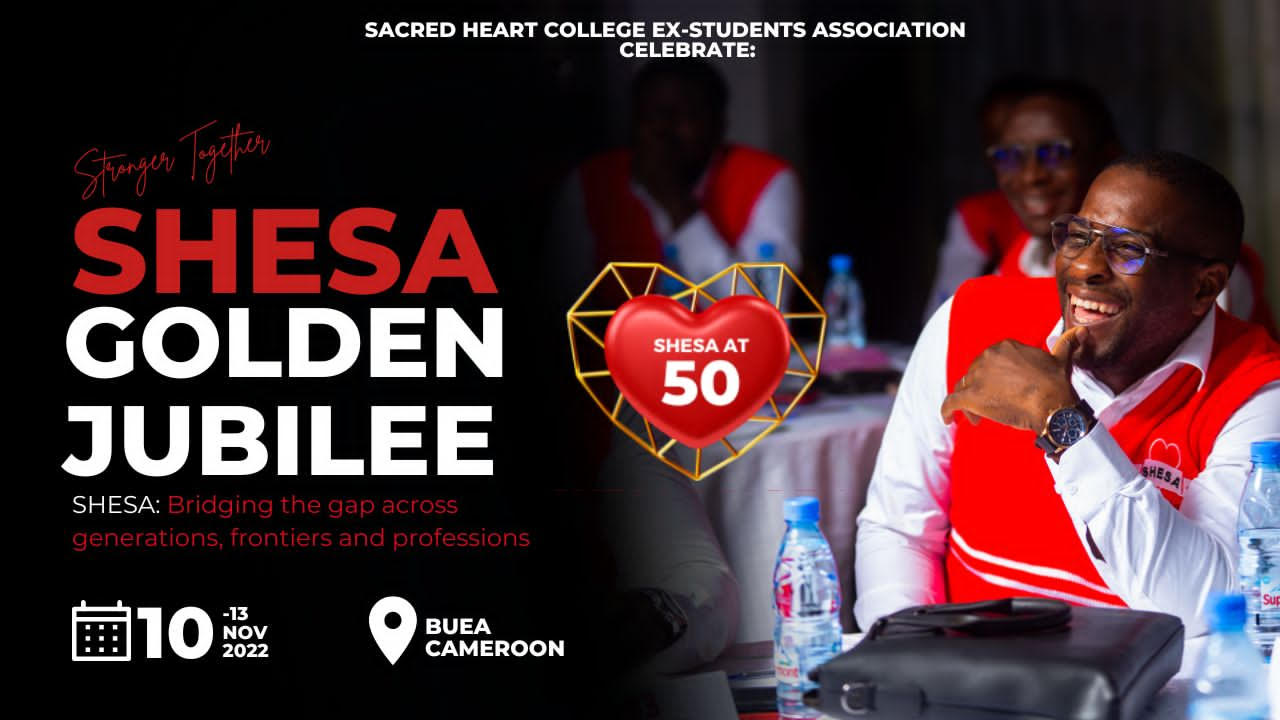 SACRED HEART COLLEGE EX-STUDENTS ASSOCIATION
CELEBRATE:
Stronger Together
SHESA
GOLDEN
JUBILEE
SHESA: Bridging the gap across
generations, frontiers and professions
10 -13
NOV
2022
BUEA
CAMEROON
SHESA AT
50
SHESA